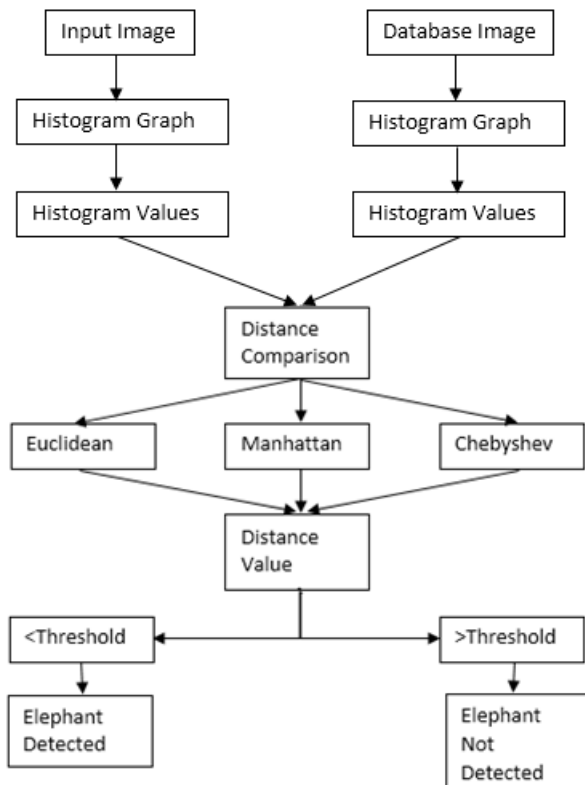 Input Image
Database Image
Histogram Graph
Histogram Graph
Histogram Values
Histogram Values
Distance
Comparison
Euclidean
Manhattan
Chebyshev
Distance
Value
<Threshold
>Threshold
Elephant
Detected
Elephant
Not
Detected